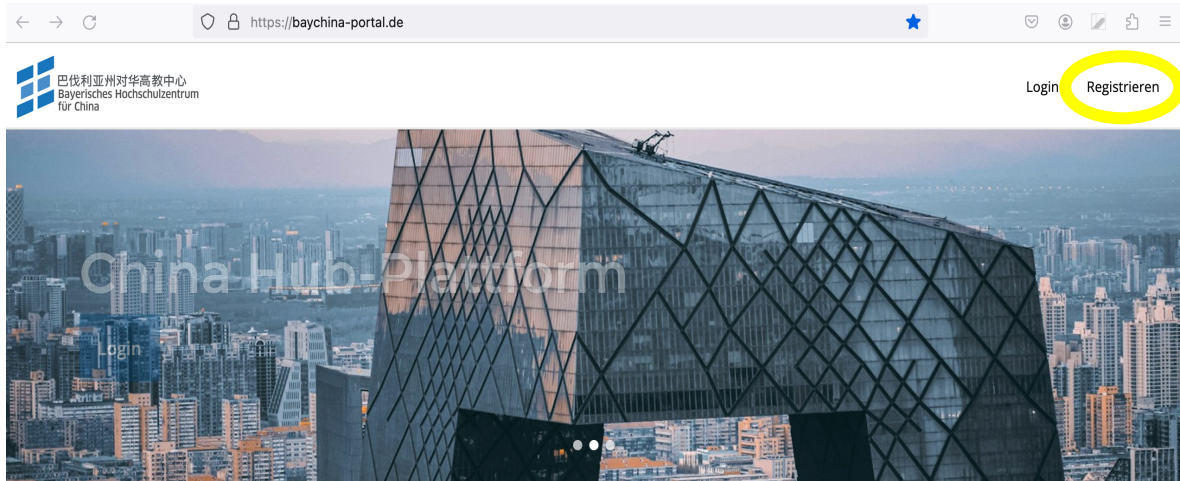 https://baychina-portal.de
巴伐利亚州对华高教中心
Bayerisches Hochschulzentrum
für China
Login
Registrieren
China Hub-Plattform
Login